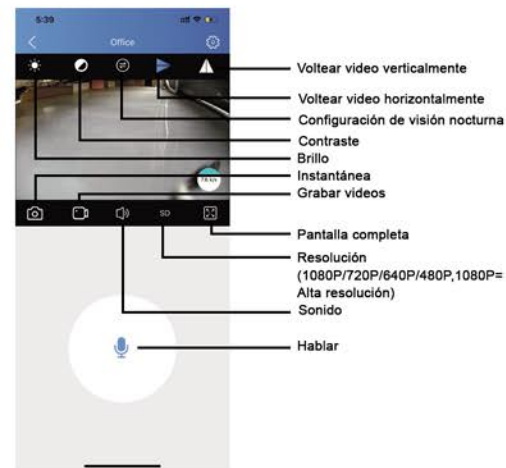 5:39
Office
Voltear video verticalmente
Voltear video horizontalmente
Configuración de visión nocturna
Contraste
Brillo
Instantánea
Grabar videos
SD
Pantalla completa
Resolución
(1080P/720P/640P/480P,1080P=
Alta resolución)
Sonido
Hablar